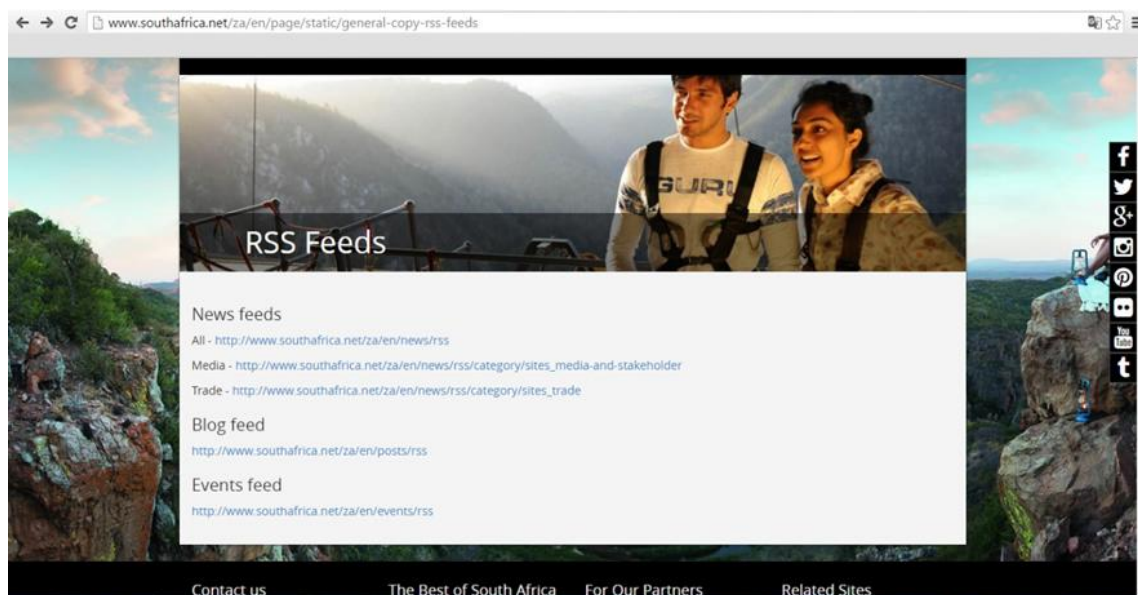 www.southafrica.net/za/en/page/static/general-copy-rss-feeds
GURU
RSS Feeds
News feeds
All - http://www.southafrica.net/za/en/news/rss
Media - http://www.southafrica.net/za/en/news/rss/category/sites_media-and-stakeholder
Trade - http://www.southafrica.net/za/en/news/rss/category/sites_trade
Blog feed
http://www.southafrica.net/za/en/posts/rss
Events feed
http://www.southafrica.net/za/en/events/rss
f
g+
You
Tube
t
Contact us The Best of South Africa For Our Partners Related Sites